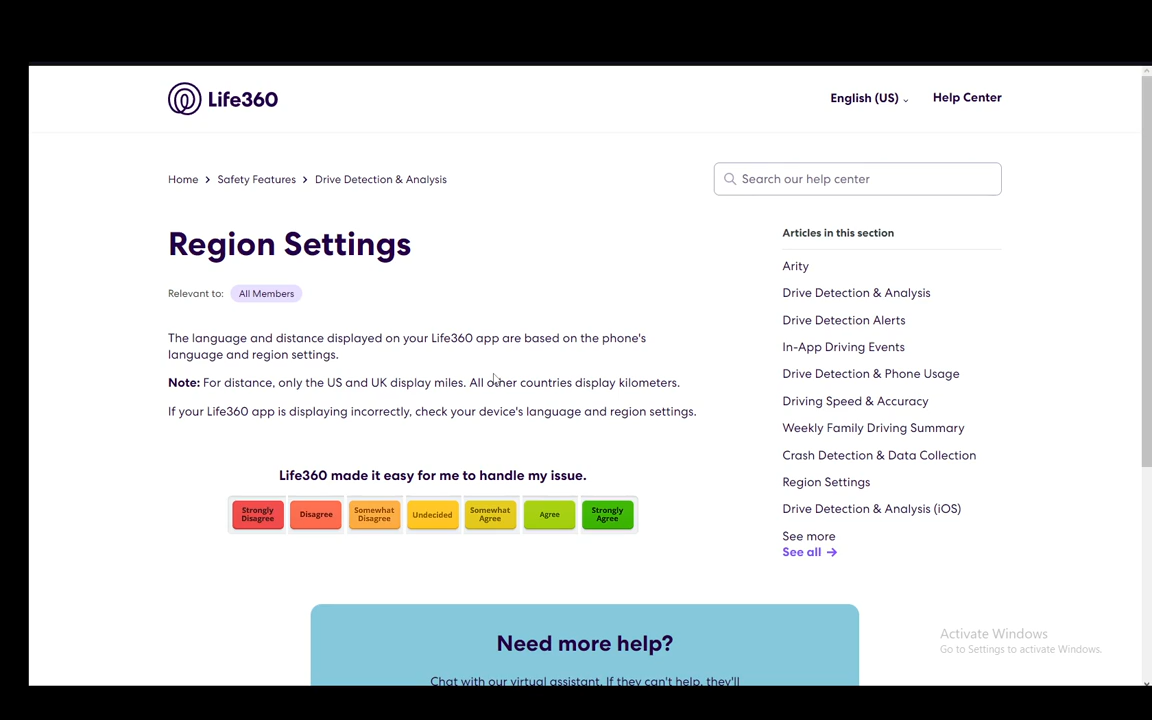 Life360
English (US)
Help Center
Home > Safety Features > Drive Detection & Analysis
Search our help center
Region Settings
Relevant to: All Members
The language and distance displayed on your Life360 app are based on the phone's
language and region settings.
Note: For distance, only the US and UK display miles. All other countries display kilometers.
If your Life360 app is displaying incorrectly, check your device's language and region settings.
Life360 made it easy for me to handle my issue.
Strongly Disagree
Disagree
Somewhat Disagree
Undecided
Somewhat Agree
Agree
Strongly Agree
Articles in this section
Arity
Drive Detection & Analysis
Drive Detection Alerts
In-App Driving Events
Drive Detection & Phone Usage
Driving Speed & Accuracy
Weekly Family Driving Summary
Crash Detection & Data Collection
Region Settings
Drive Detection & Analysis (iOS)
See more
See all →
Need more help?
Chat with our virtual assistant. If they can't help, they'll
Activate Windows
Go to Settings to activate Windows.